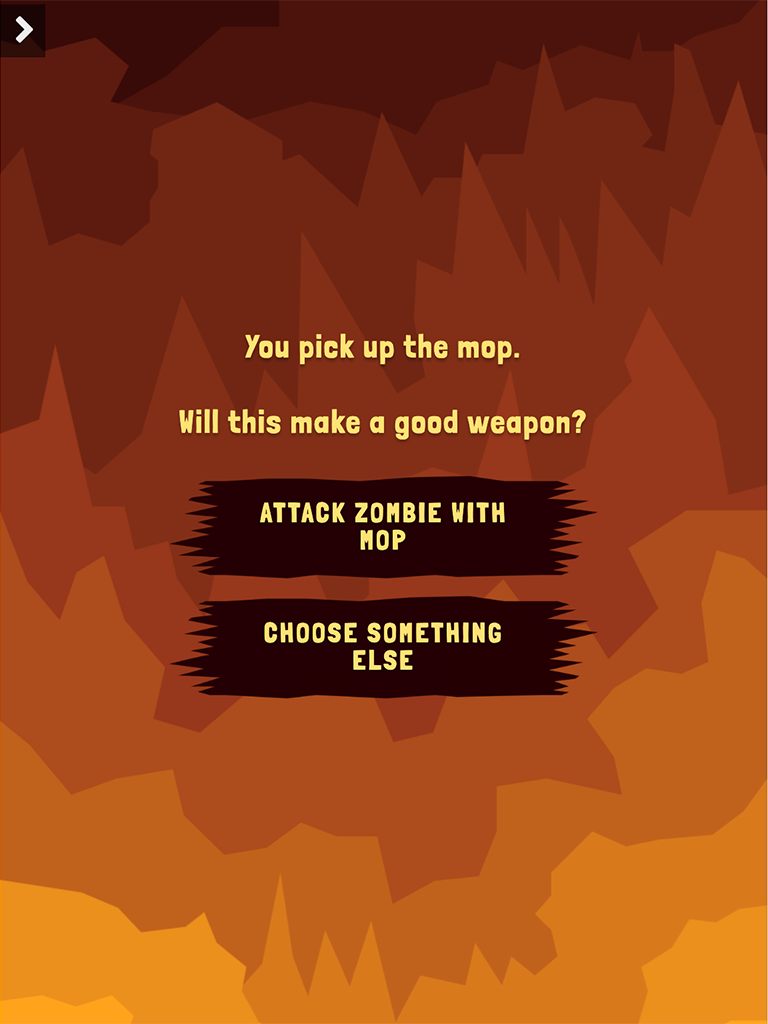 You pick up the mop.
Will this make a good weapon?
ATTACK ZOMBIE WITH
MOP
CHOOSE SOMETHING
ELSE